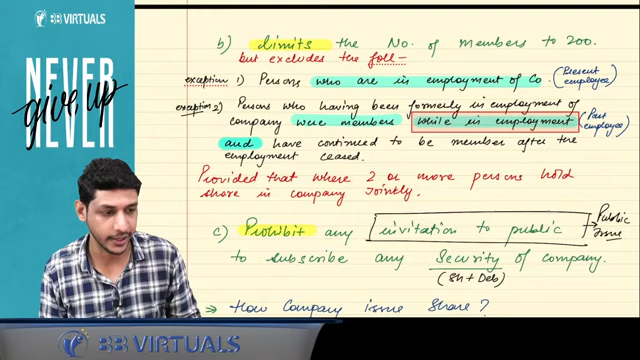 BB VIRTUALS
NEVER
give up
NEVER
b) limits the No. of members to 200.
but excludes the foll-
exception 1) Persons who are in employment of Co. (Present employee)
exception 2) Persons who having been formerly in employment of
company were members while in employment (Past employee)
and have continued to be member after the
employment ceased.
Provided that where 2 or more persons hold
share in company Jointly.
c) Prohibit any invitation to public → Public Issue
to subscribe any Security of company.
(Sh + Deb)
⇒ How Company issue Share?
BB VIRTUALS